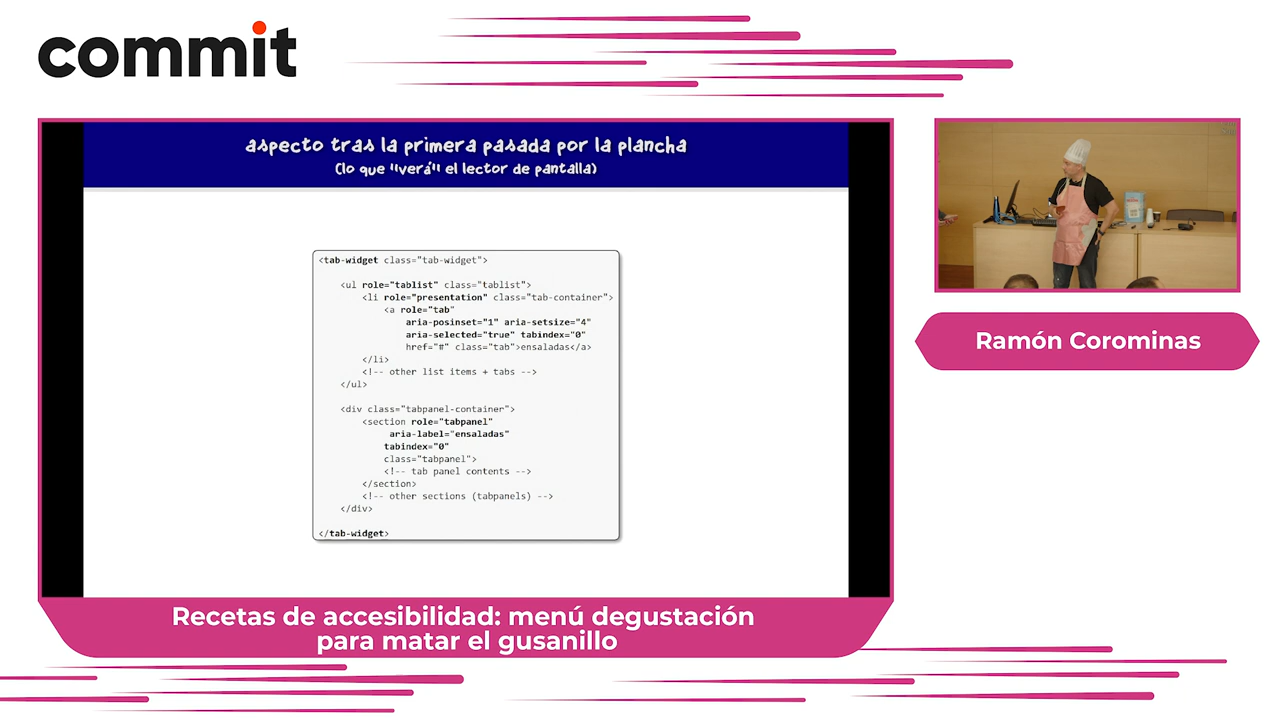 commit
aspecto tras la primera pasada por la plancha
(lo que "verá" el lector de pantalla)
<tab-widget class="tab-widget">
<ul role="tablist" class="tablist">
<li role="presentation" class="tab-container">
<a role="tab"
aria-posinset="1" aria-setsize="4"
aria-selected="true" tabindex="0"
href="#" class="tab">ensaladas</a>
</li>
<!-- other list items + tabs -->
</ul>
<div class="tabpanel-container">
<section role="tabpanel"
aria-label="ensaladas"
tabindex="0"
class="tabpanel">
<!-- tab panel contents -->
</section>
<!-- other sections (tabpanels) -->
</div>
</tab-widget>
Ramón Corominas
Recetas de accesibilidad: menú degustación
para matar el gusanillo